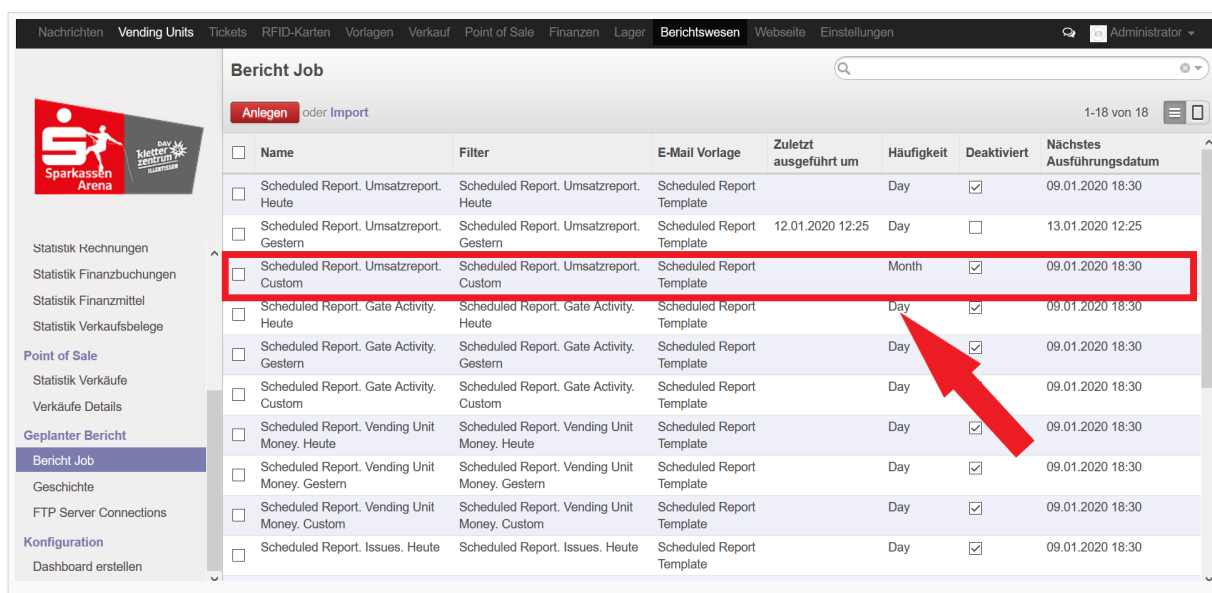 Nachrichten Vending Units Tickets RFID-Karten Vorlagen Verkauf Point of Sale Finanzen Lager Berichtswesen Webseite Einstellungen Administrator
Sparkassen
Arena
DAV
kletter
zentrum
ILLERTISSEN
Statistik Rechnungen
Statistik Finanzbuchungen
Statistik Finanzmittel
Statistik Verkaufsbelege
Point of Sale
Statistik Verkäufe
Verkäufe Details
Geplanter Bericht
Bericht Job
Geschichte
FTP Server Connections
Konfiguration
Dashboard erstellen
Bericht Job
Anlegen oder Import
1-18 von 18
Name Filter E-Mail Vorlage Zuletzt Häufigkeit Deaktiviert Nächstes
ausgeführt um Ausführungsdatum
Scheduled Report. Umsatzreport. Scheduled Report. Umsatzreport. Scheduled Report Day 09.01.2020 18:30
Heute Heute Template
Scheduled Report. Umsatzreport. Scheduled Report. Umsatzreport. Scheduled Report 12.01.2020 12:25 Day 13.01.2020 12:25
Gestern Gestern Template
Scheduled Report. Umsatzreport. Scheduled Report. Umsatzreport. Scheduled Report Month 09.01.2020 18:30
Custom Custom Template
Scheduled Report. Gate Activity. Scheduled Report. Gate Activity. Scheduled Report Day 09.01.2020 18:30
Heute Heute Template
Scheduled Report. Gate Activity. Scheduled Report. Gate Activity. Scheduled Report Day 09.01.2020 18:30
Gestern Gestern Template
Scheduled Report. Gate Activity. Scheduled Report. Gate Activity. Scheduled Report Day 09.01.2020 18:30
Custom Custom Template
Scheduled Report. Vending Unit Scheduled Report. Vending Unit Scheduled Report Day 09.01.2020 18:30
Money. Heute Money. Heute Template
Scheduled Report. Vending Unit Scheduled Report. Vending Unit Scheduled Report Day 09.01.2020 18:30
Money. Gestern Money. Gestern Template
Scheduled Report. Vending Unit Scheduled Report. Vending Unit Scheduled Report Day 09.01.2020 18:30
Money. Custom Money. Custom Template
Scheduled Report. Issues. Heute Scheduled Report. Issues. Heute Scheduled Report Day 09.01.2020 18:30
Template